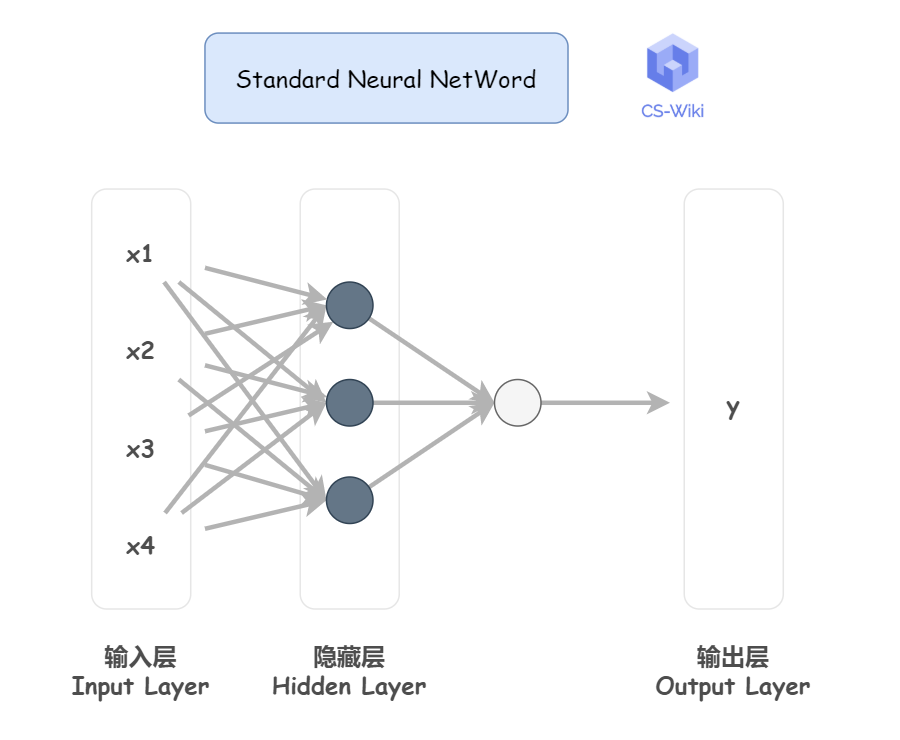 Standard Neural NetWord
CS-Wiki
x1
x2
x3
x4
y
输入层
Input Layer
隐藏层
Hidden Layer
输出层
Output Layer